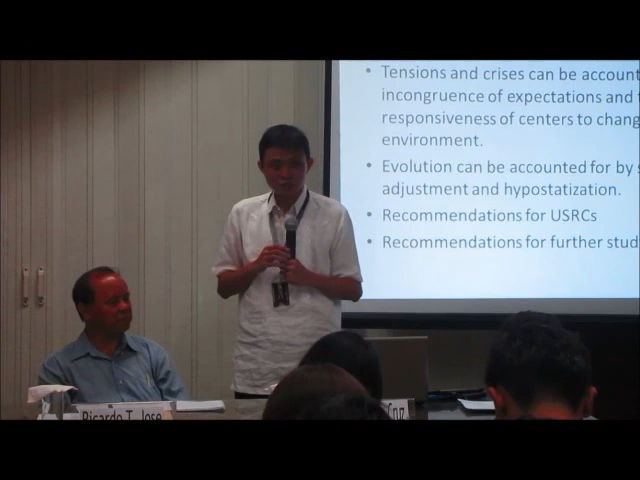 • Tensions and crises can be account
incongruence of expectations and
responsiveness of centers to chang
environment.
• Evolution can be accounted for by s
adjustment and hypostatization.
• Recommendations for USRCs
• Recommendations for further stud
Ricardo T. Jose
Cruz